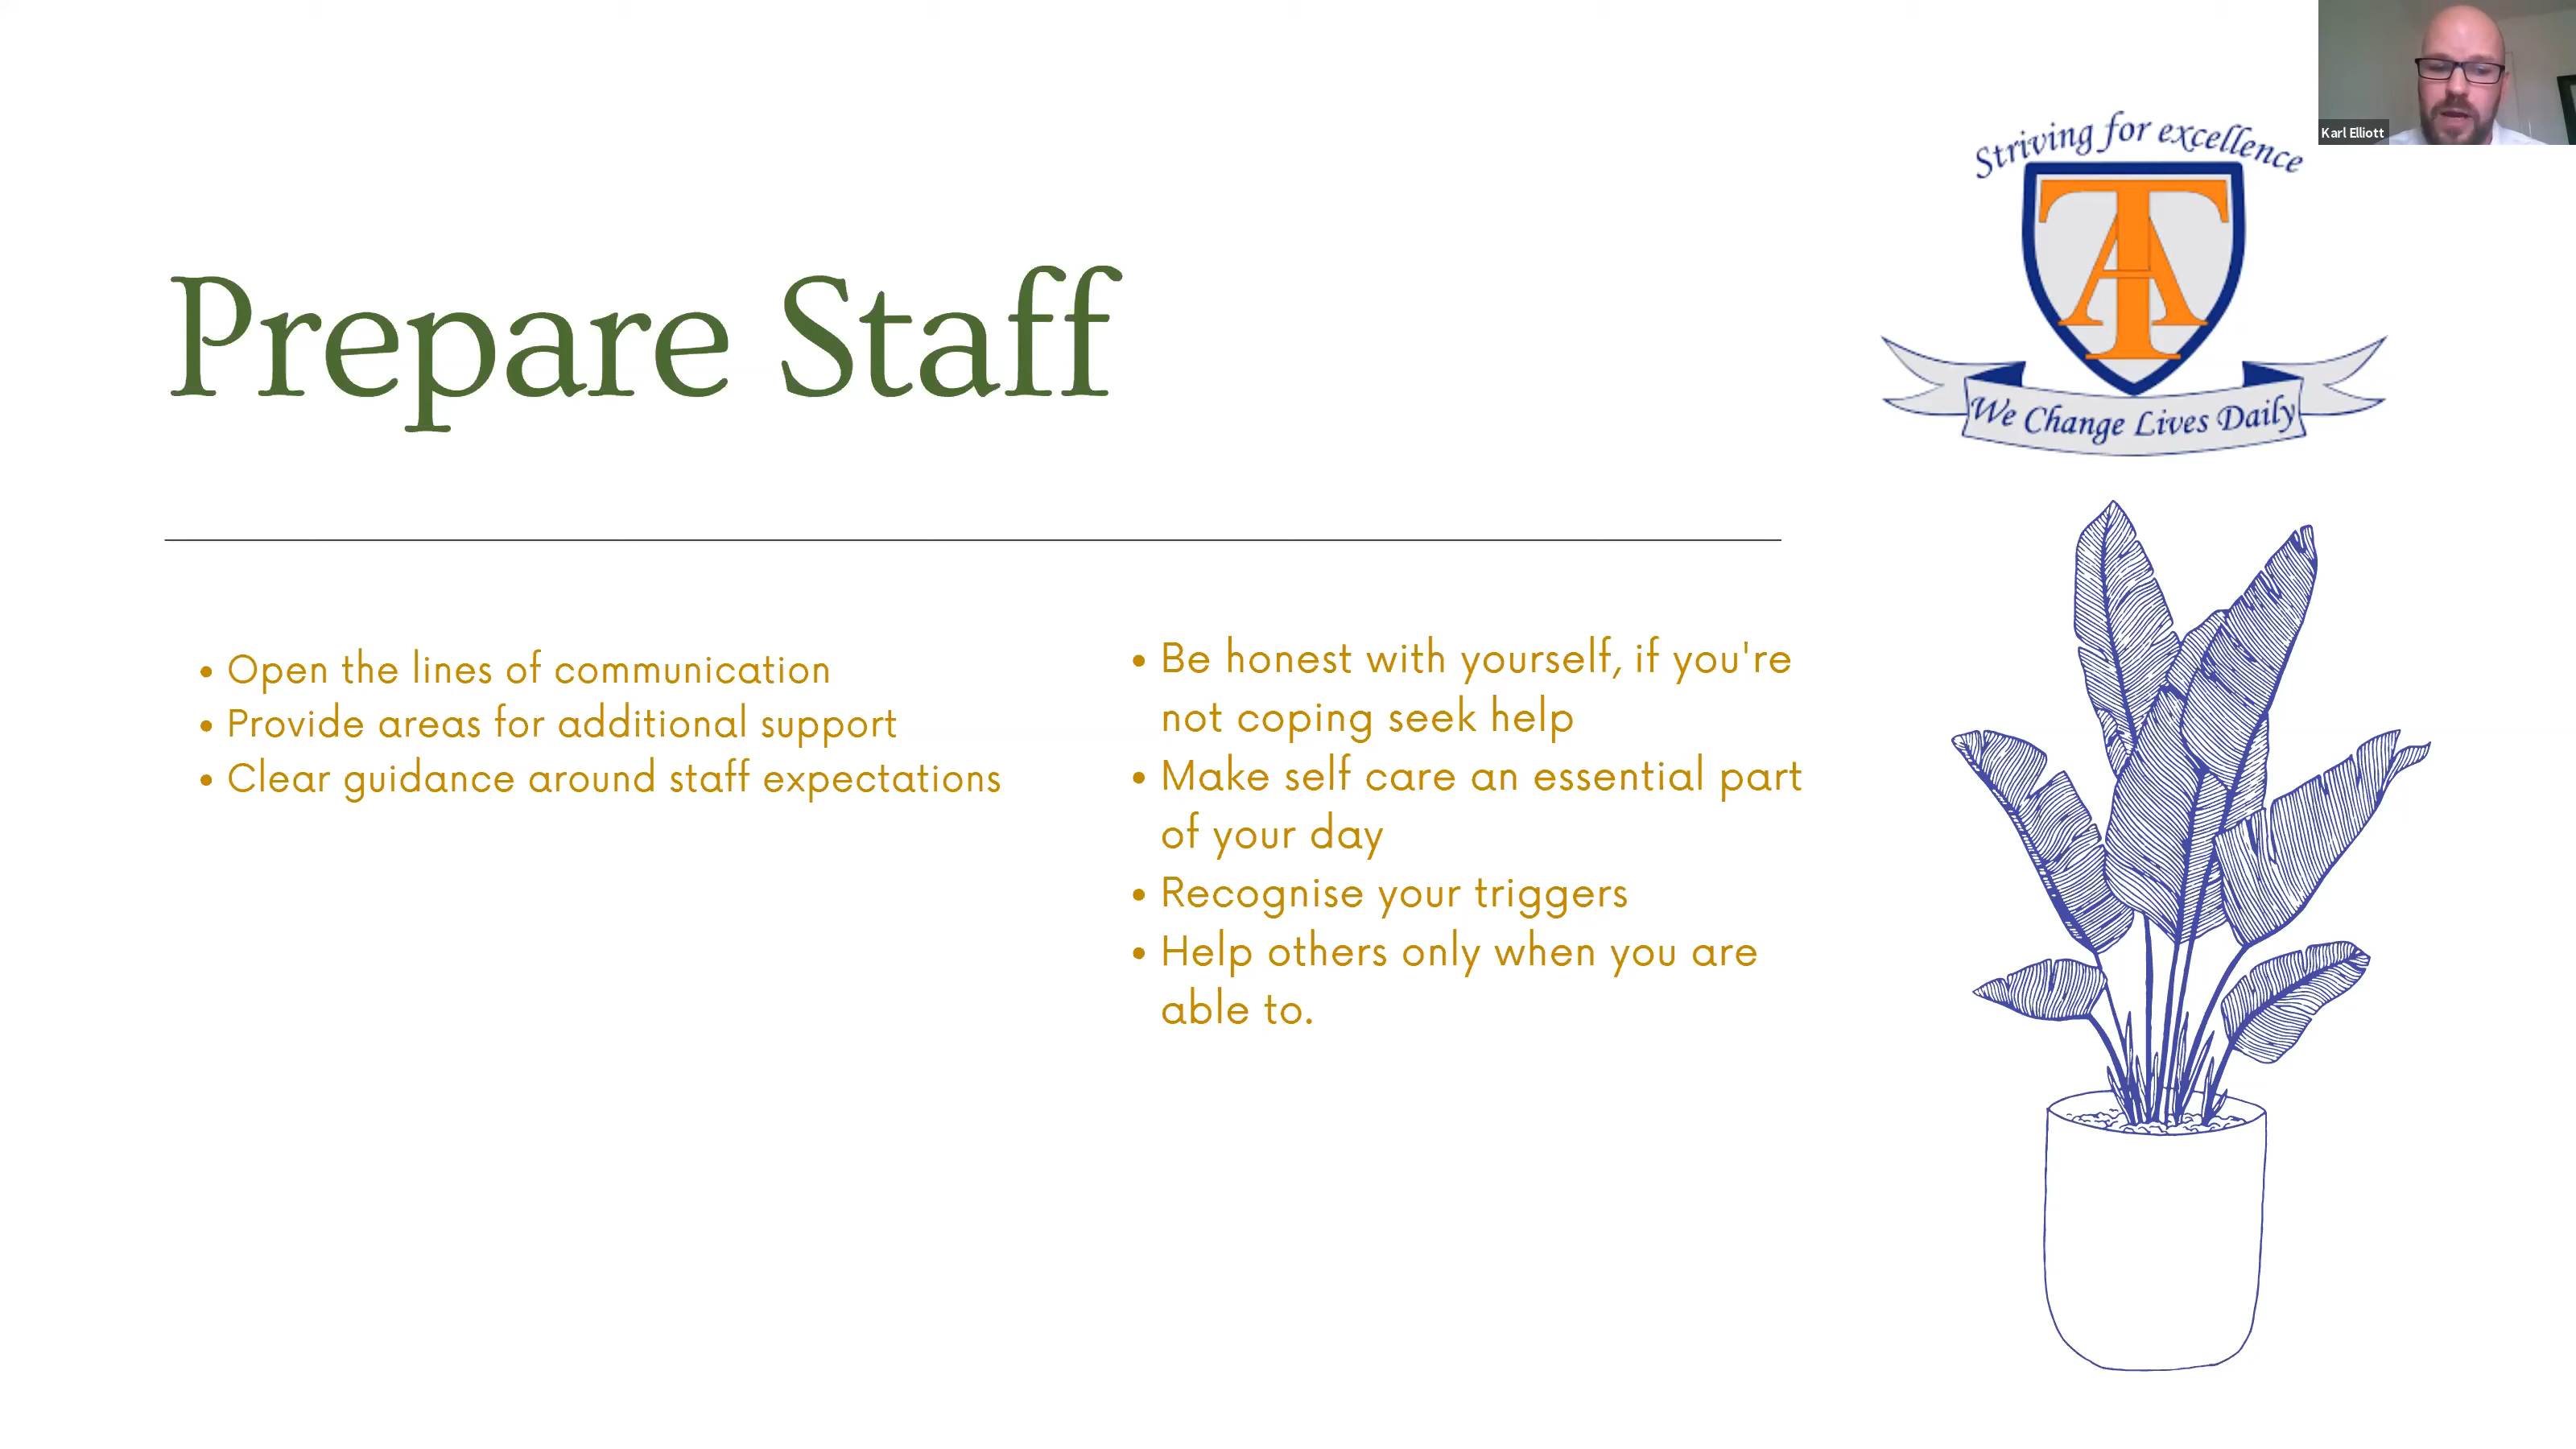 Karl Elliott
Striving for excellence
TA
We Change Lives Daily
Prepare Staff
• Open the lines of communication
• Provide areas for additional support
• Clear guidance around staff expectations
• Be honest with yourself, if you're
not coping seek help
• Make self care an essential part
of your day
• Recognise your triggers
• Help others only when you are
able to.